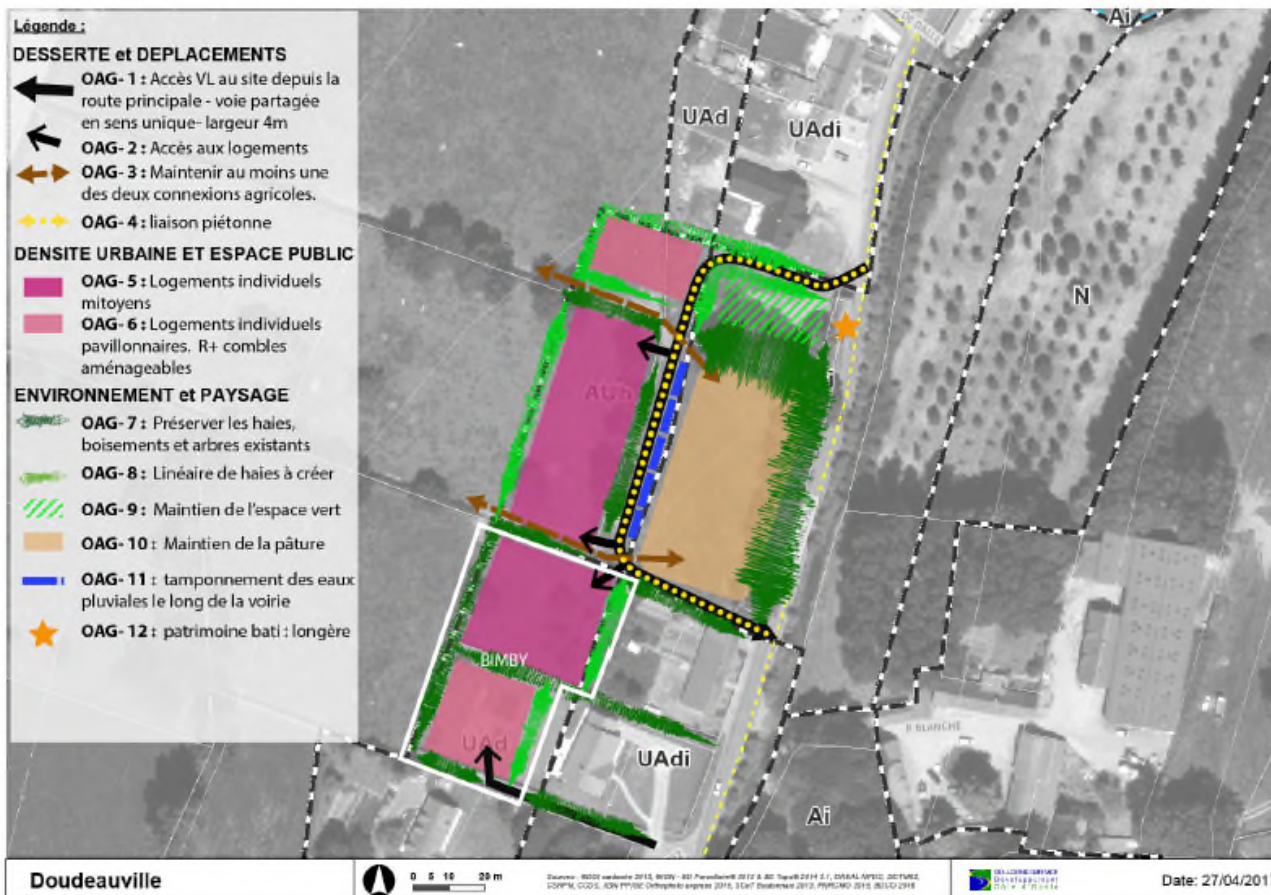 Légende :
DESSERTE et DEPLACEMENTS
OAG- 1 : Accès VL au site depuis la
route principale - voie partagée
en sens unique- largeur 4m
OAG- 2 : Accès aux logements
OAG- 3 : Maintenir au moins une
des deux connexions agricoles.
OAG- 4 : liaison piétonne
DENSITE URBAINE ET ESPACE PUBLIC
OAG- 5 : Logements individuels
mitoyens
OAG- 6 : Logements individuels
pavillonnaires. R+ combles
aménageables
ENVIRONNEMENT et PAYSAGE
OAG- 7 : Préserver les haies,
boisements et arbres existants
OAG- 8 : Linéaire de haies à créer
OAG- 9 : Maintien de l'espace vert
OAG- 10 : Maintien de la pâture
OAG- 11 : tamponnement des eaux
pluviales le long de la voirie
OAG- 12 : patrimoine bati : longère
Ai
UAd
UAdi
N
BIMBY
UAd
UAdi
R BLANCHE
Ai
Doudeauville
0 5 10 20 m
Date: 27/04/201